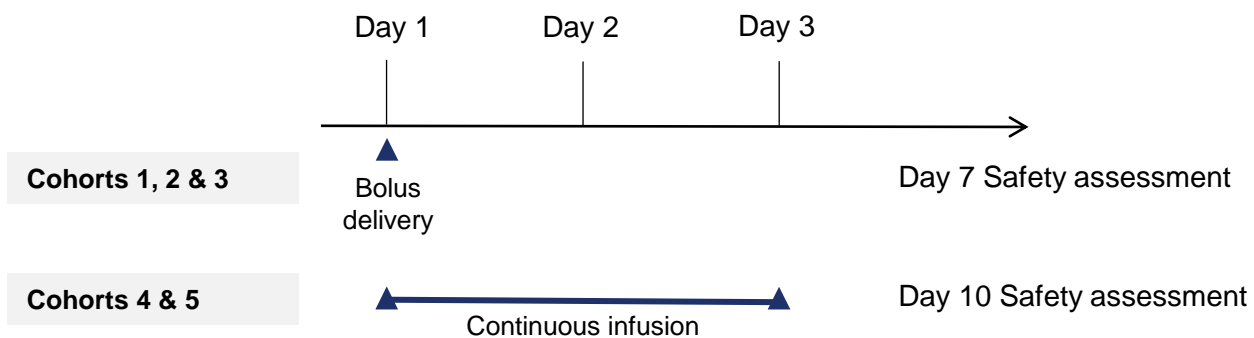 Day 1
Day 2
Day 3
Cohorts 1, 2 & 3
Bolus
delivery
Day 7 Safety assessment
Cohorts 4 & 5
Continuous infusion
Day 10 Safety assessment